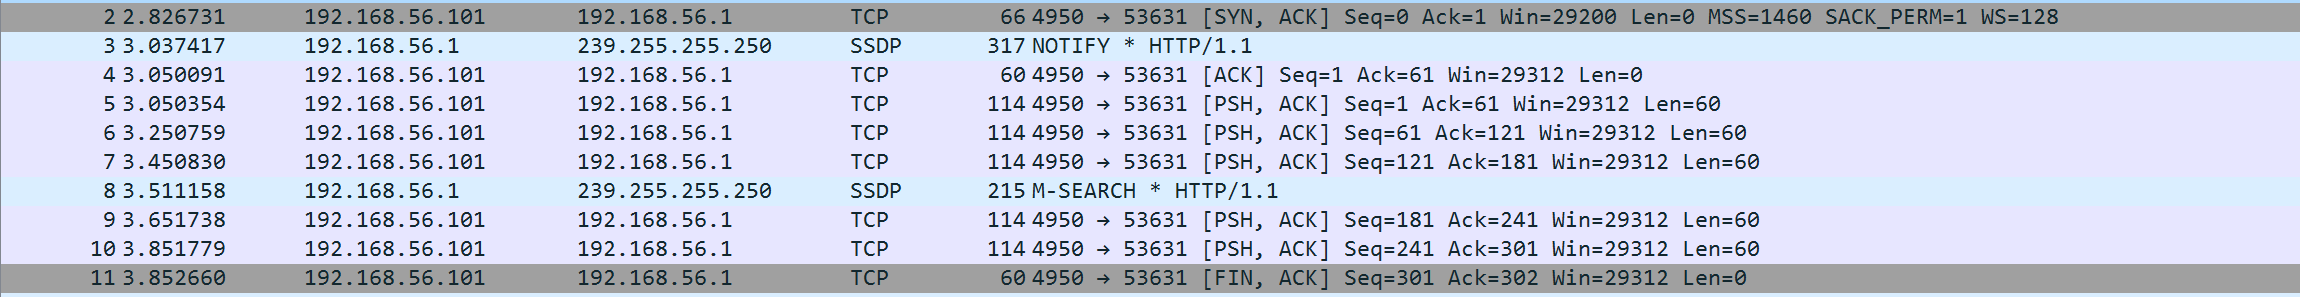 2 2.826731 192.168.56.101 192.168.56.1 TCP 66 4950 → 53631 [SYN, ACK] Seq=0 Ack=1 Win=29200 Len=0 MSS=1460 SACK_PERM=1 WS=128
3 3.037417 192.168.56.1 239.255.255.250 SSDP 317 NOTIFY * HTTP/1.1
4 3.050091 192.168.56.101 192.168.56.1 TCP 60 4950 → 53631 [ACK] Seq=1 Ack=61 Win=29312 Len=0
5 3.050354 192.168.56.101 192.168.56.1 TCP 114 4950 → 53631 [PSH, ACK] Seq=1 Ack=61 Win=29312 Len=60
6 3.250759 192.168.56.101 192.168.56.1 TCP 114 4950 → 53631 [PSH, ACK] Seq=61 Ack=121 Win=29312 Len=60
7 3.450830 192.168.56.101 192.168.56.1 TCP 114 4950 → 53631 [PSH, ACK] Seq=121 Ack=181 Win=29312 Len=60
8 3.511158 192.168.56.1 239.255.255.250 SSDP 215 M-SEARCH * HTTP/1.1
9 3.651738 192.168.56.101 192.168.56.1 TCP 114 4950 → 53631 [PSH, ACK] Seq=181 Ack=241 Win=29312 Len=60
10 3.851779 192.168.56.101 192.168.56.1 TCP 114 4950 → 53631 [PSH, ACK] Seq=241 Ack=301 Win=29312 Len=60
11 3.852660 192.168.56.101 192.168.56.1 TCP 60 4950 → 53631 [FIN, ACK] Seq=301 Ack=302 Win=29312 Len=0